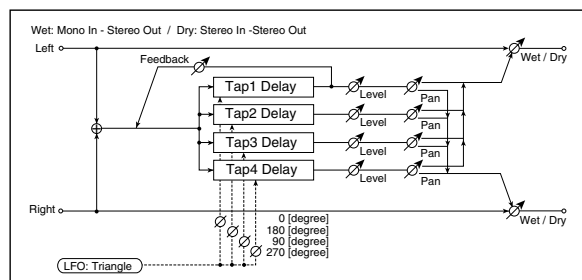 Wet: Mono In - Stereo Out / Dry: Stereo In -Stereo Out
Left
Wet / Dry
Feedback
Tap1 Delay
Level
Pan
Tap2 Delay
Level
Pan
Tap3 Delay
Level
Pan
Tap4 Delay
Level
Pan
Right
Wet / Dry
0 [degree]
180 [degree]
90 [degree]
270 [degree]
LFO: Triangle